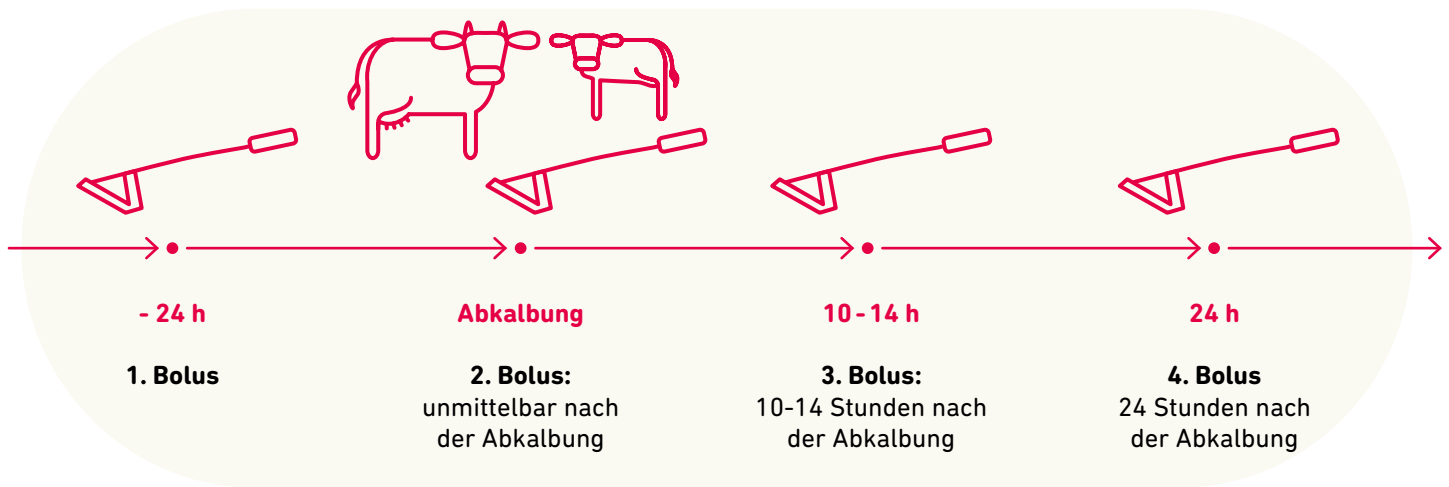 - 24 h
Abkalbung
10 - 14 h
24 h
1. Bolus
2. Bolus:
unmittelbar nach
der Abkalbung
3. Bolus:
10-14 Stunden nach
der Abkalbung
4. Bolus
24 Stunden nach
der Abkalbung